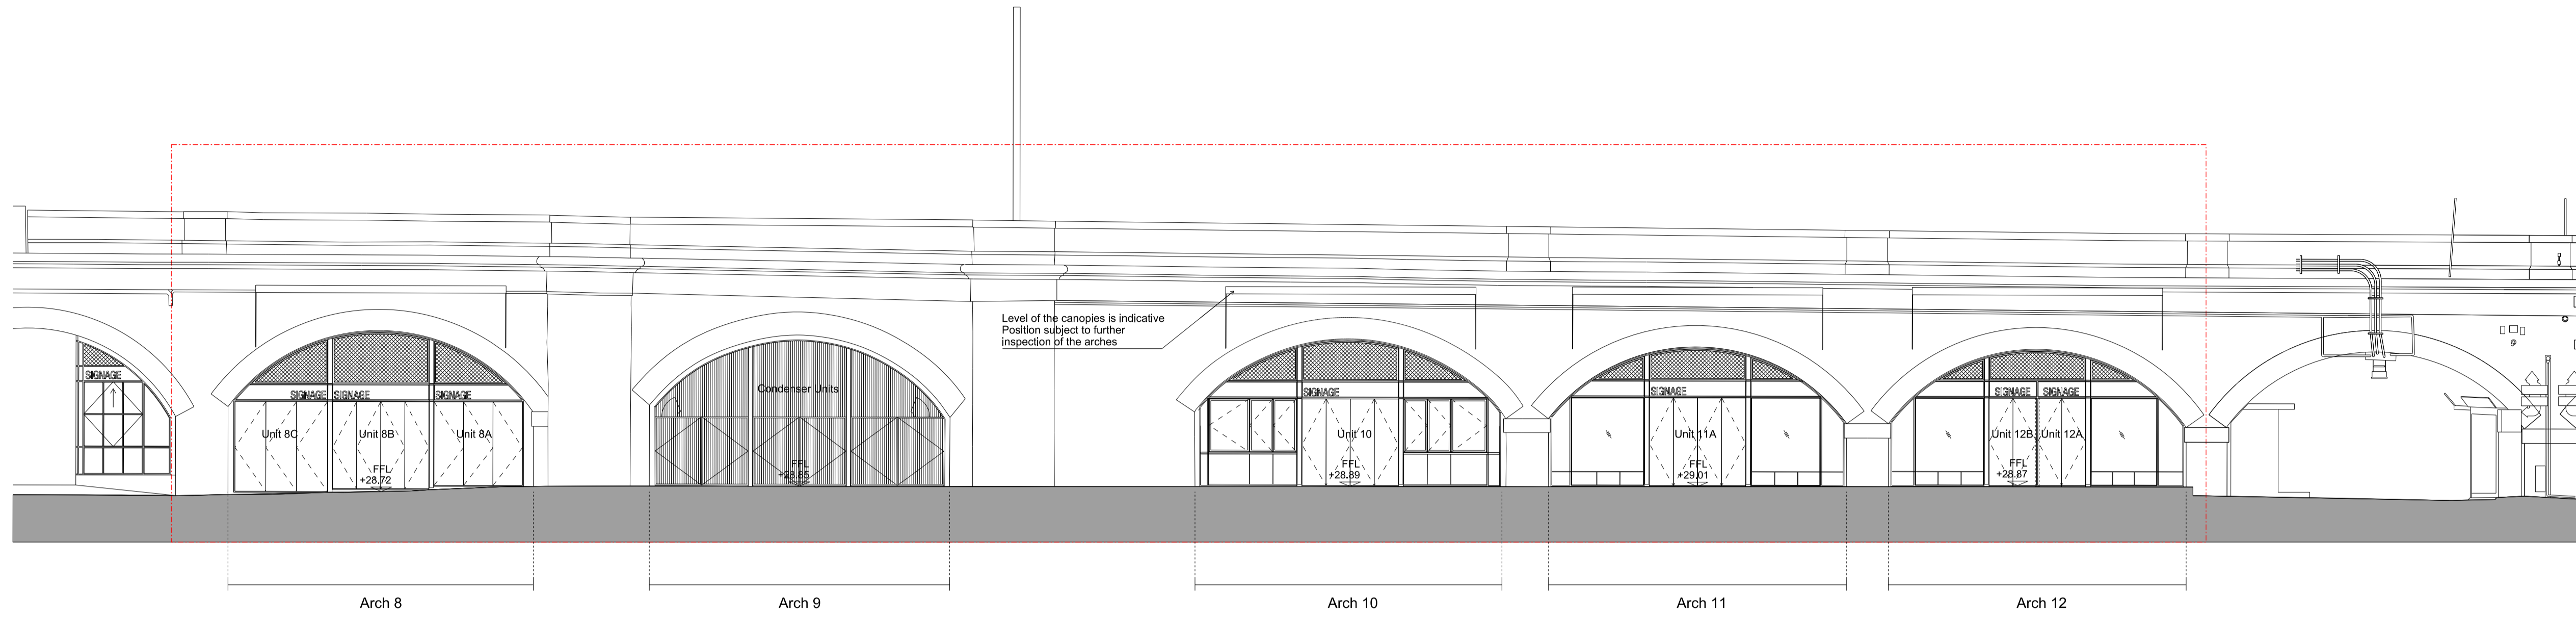 Level of the canopies is indicative
Position subject to further
inspection of the arches
SIGNAGE
SIGNAGE
SIGNAGE
SIGNAGE
Unit 8C
Unit 8B
Unit 8A
FFL
+28.72
Condenser Units
FFL
+28.85
SIGNAGE
Unit 10
FFL
+28.89
SIGNAGE
Unit 11A
FFL
+29.01
SIGNAGE
SIGNAGE
Unit 12B
Unit 12A
FFL
+28.87
Arch 8
Arch 9
Arch 10
Arch 11
Arch 12